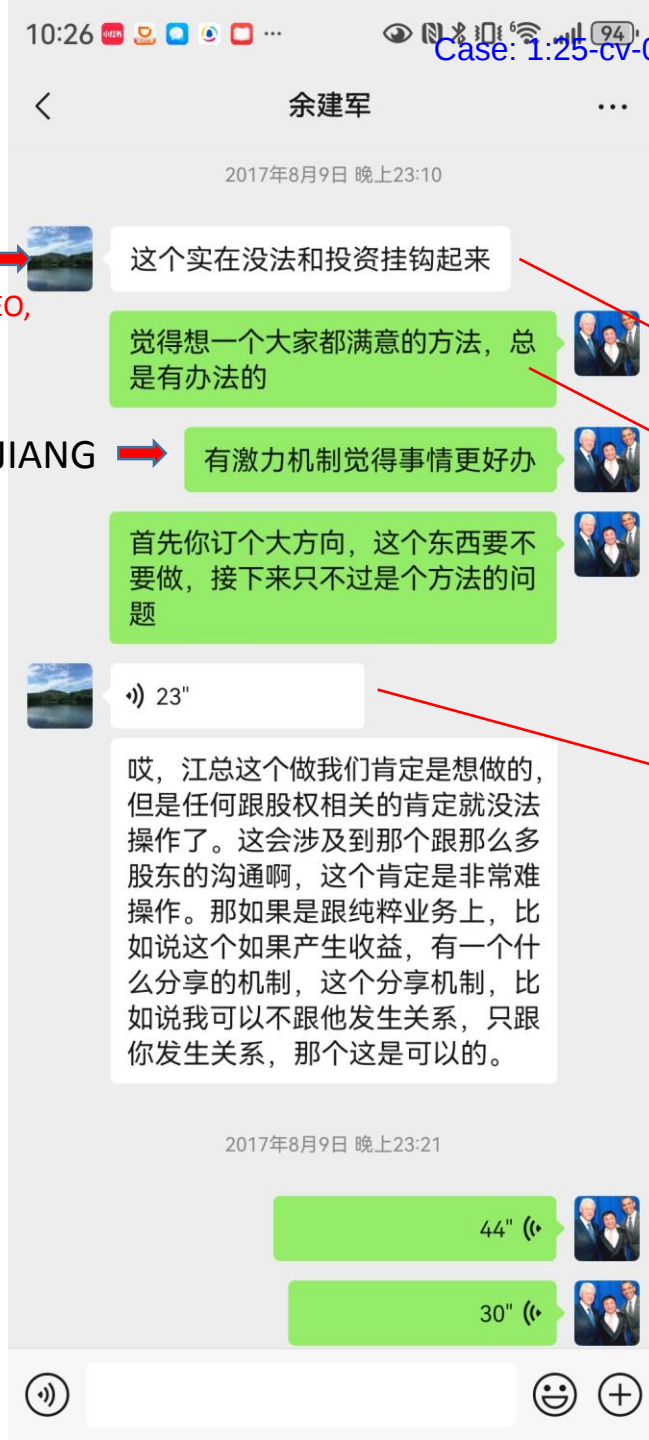 10:26
94
Case: 1:25-cv-0
余建军
2017年8月9日 晚上23:10
这个实在没法和投资挂钩起来
EO,
觉得想一个大家都满意的方法，总
是有办法的
JIANG
有激力机制觉得事情更好办
首先你订个大方向，这个东西要不
要做，接下来只不过是个方法的问
题
23"
哎，江总这个做我们肯定是想做的，
但是任何跟股权相关的肯定就没法
操作了。这会涉及到那个跟那么多
股东的沟通啊，这个肯定是非常难
操作。那如果是跟纯粹业务上，比
如说这个如果产生收益，有一个什
么分享的机制，这个分享机制，比
如说我可以不跟他发生关系，只跟
你发生关系，那个这是可以的。
2017年8月9日 晚上23:21
44"
30"